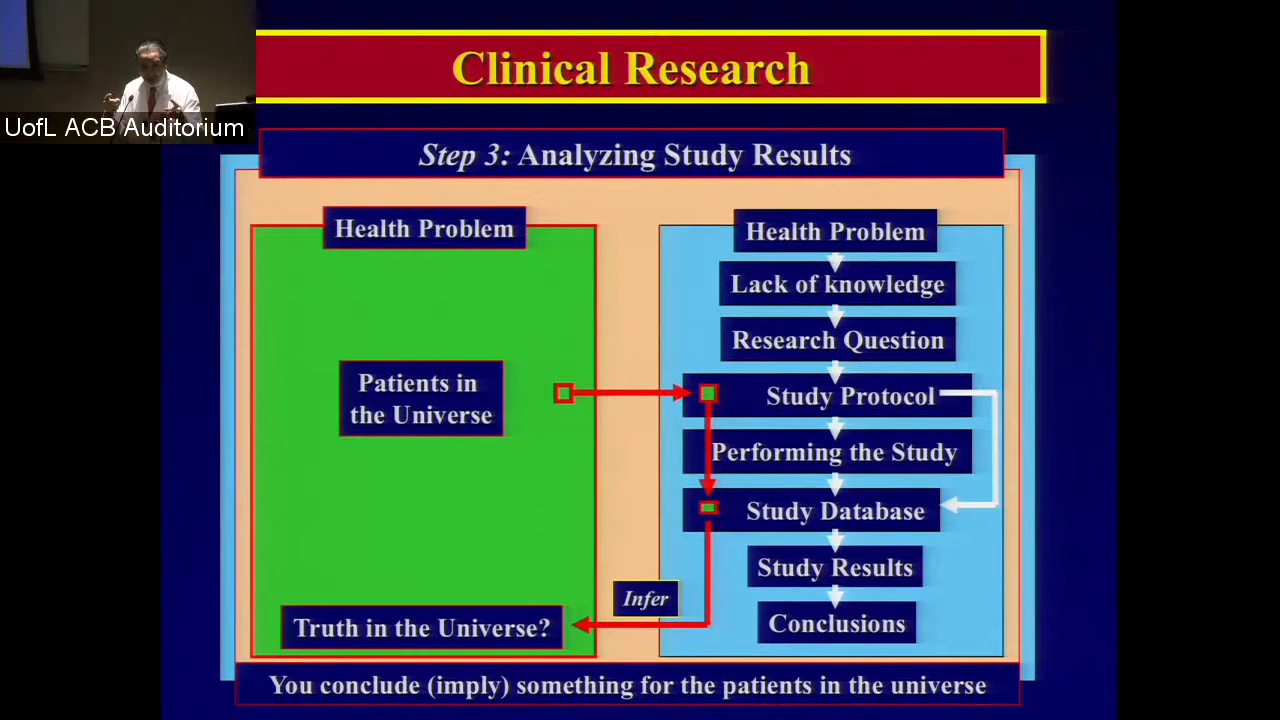 Clinical Research
UofL ACB Auditorium
Step 3: Analyzing Study Results
Health Problem
Patients in
the Universe
Truth in the Universe?
Infer
Health Problem
Lack of knowledge
Research Question
Study Protocol
Performing the Study
Study Database
Study Results
Conclusions
You conclude (imply) something for the patients in the universe